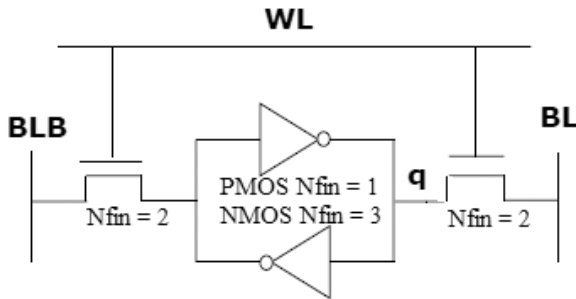 WL
BLB
BL
PMOS Nfin = 1
q
NMOS Nfin = 3
Nfin = 2
Nfin = 2